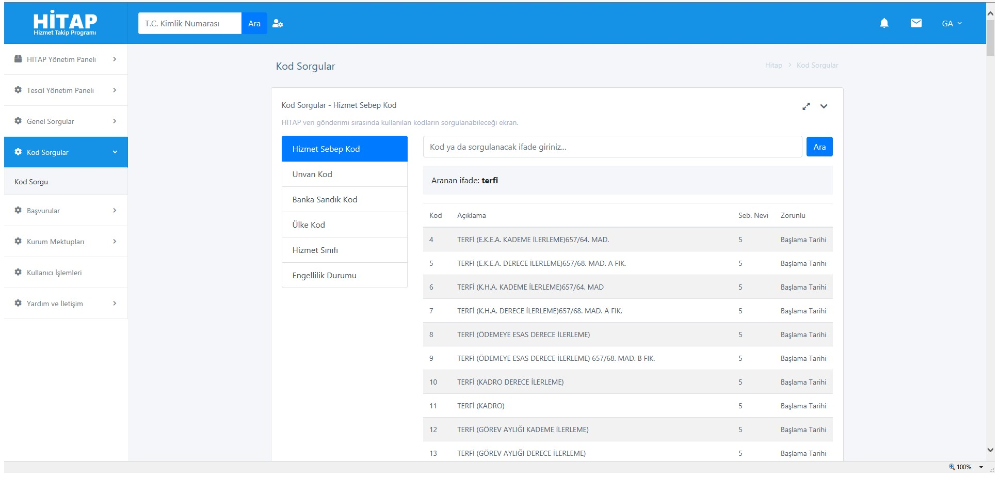 HİTAP
Hizmet Takip Programı
T.C. Kimlik Numarası Ara GA
HİTAP Yönetim Paneli
Tescil Yönetim Paneli
Genel Sorgular
Kod Sorgular
Kod Sorgu
Başvurular
Kurum Mektupları
Kullanıcı İşlemleri
Yardım ve İletişim
Kod Sorgular
Hitap > Kod Sorgular
Kod Sorgular - Hizmet Sebep Kod
HİTAP veri gönderimi sırasında kullanılan kodların sorgulanabileceği ekran.
Hizmet Sebep Kod
Unvan Kod
Banka Sandık Kod
Ülke Kod
Hizmet Sınıfı
Engellilik Durumu
Kod ya da sorgulanacak ifade giriniz... Ara
Aranan ifade: terfi
Kod Açıklama Seb. Nevi Zorunlu
4 TERFİ (E.K.E.A. KADEME İLERLEME)657/64. MAD. 5 Başlama Tarihi
5 TERFİ (E.K.E.A. DERECE İLERLEME)657/68. MAD. A FIK. 5 Başlama Tarihi
6 TERFİ (K.H.A. KADEME İLERLEME)657/64. MAD 5 Başlama Tarihi
7 TERFİ (K.H.A. DERECE İLERLEME)657/68. MAD. A FIK. 5 Başlama Tarihi
8 TERFİ (ÖDEMEYE ESAS DERECE İLERLEME) 5 Başlama Tarihi
9 TERFİ (ÖDEMEYE ESAS DERECE İLERLEME) 657/68. MAD. B FIK. 5 Başlama Tarihi
10 TERFİ (KADRO DERECE İLERLEME) 5 Başlama Tarihi
11 TERFİ (KADRO) 5 Başlama Tarihi
12 TERFİ (GÖREV AYLIĞI KADEME İLERLEME) 5 Başlama Tarihi
13 TERFİ (GÖREV AYLIĞI DERECE İLERLEME) 5 Başlama Tarihi
100%